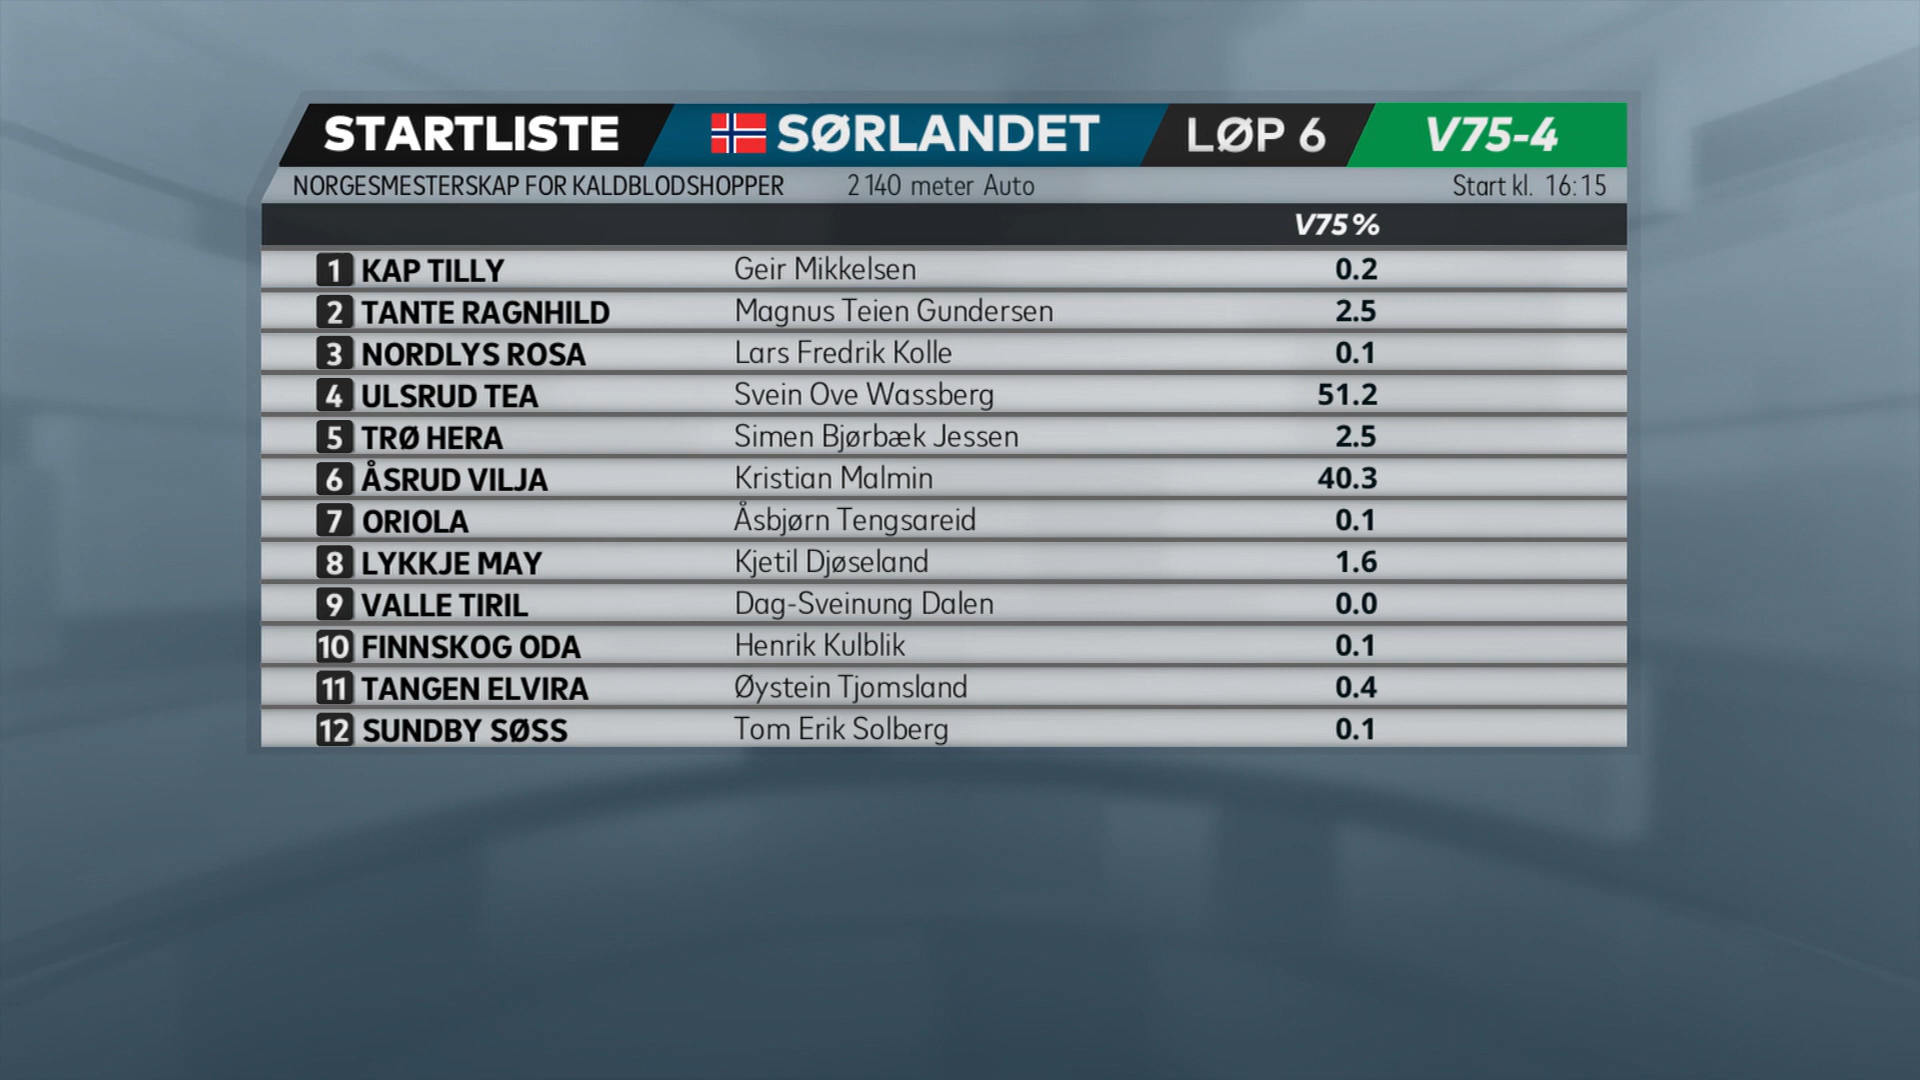 STARTLISTE SØRLANDET LØP 6 V75-4
NORGESMESTERSKAP FOR KALDBLODSHOPPER 2140 meter Auto Start kl. 16:15
V75%
1 KAP TILLY Geir Mikkelsen 0.2
2 TANTE RAGNHILD Magnus Teien Gundersen 2.5
3 NORDLYS ROSA Lars Fredrik Kolle 0.1
4 ULSRUD TEA Svein Ove Wassberg 51.2
5 TRØ HERA Simen Bjørbæk Jessen 2.5
6 ÅSRUD VILJA Kristian Malmin 40.3
7 ORIOLA Åsbjørn Tengsareid 0.1
8 LYKKJE MAY Kjetil Djøseland 1.6
9 VALLE TIRIL Dag-Sveinung Dalen 0.0
10 FINNSKOG ODA Henrik Kulblik 0.1
11 TANGEN ELVIRA Øystein Tjomsland 0.4
12 SUNDBY SØSS Tom Erik Solberg 0.1